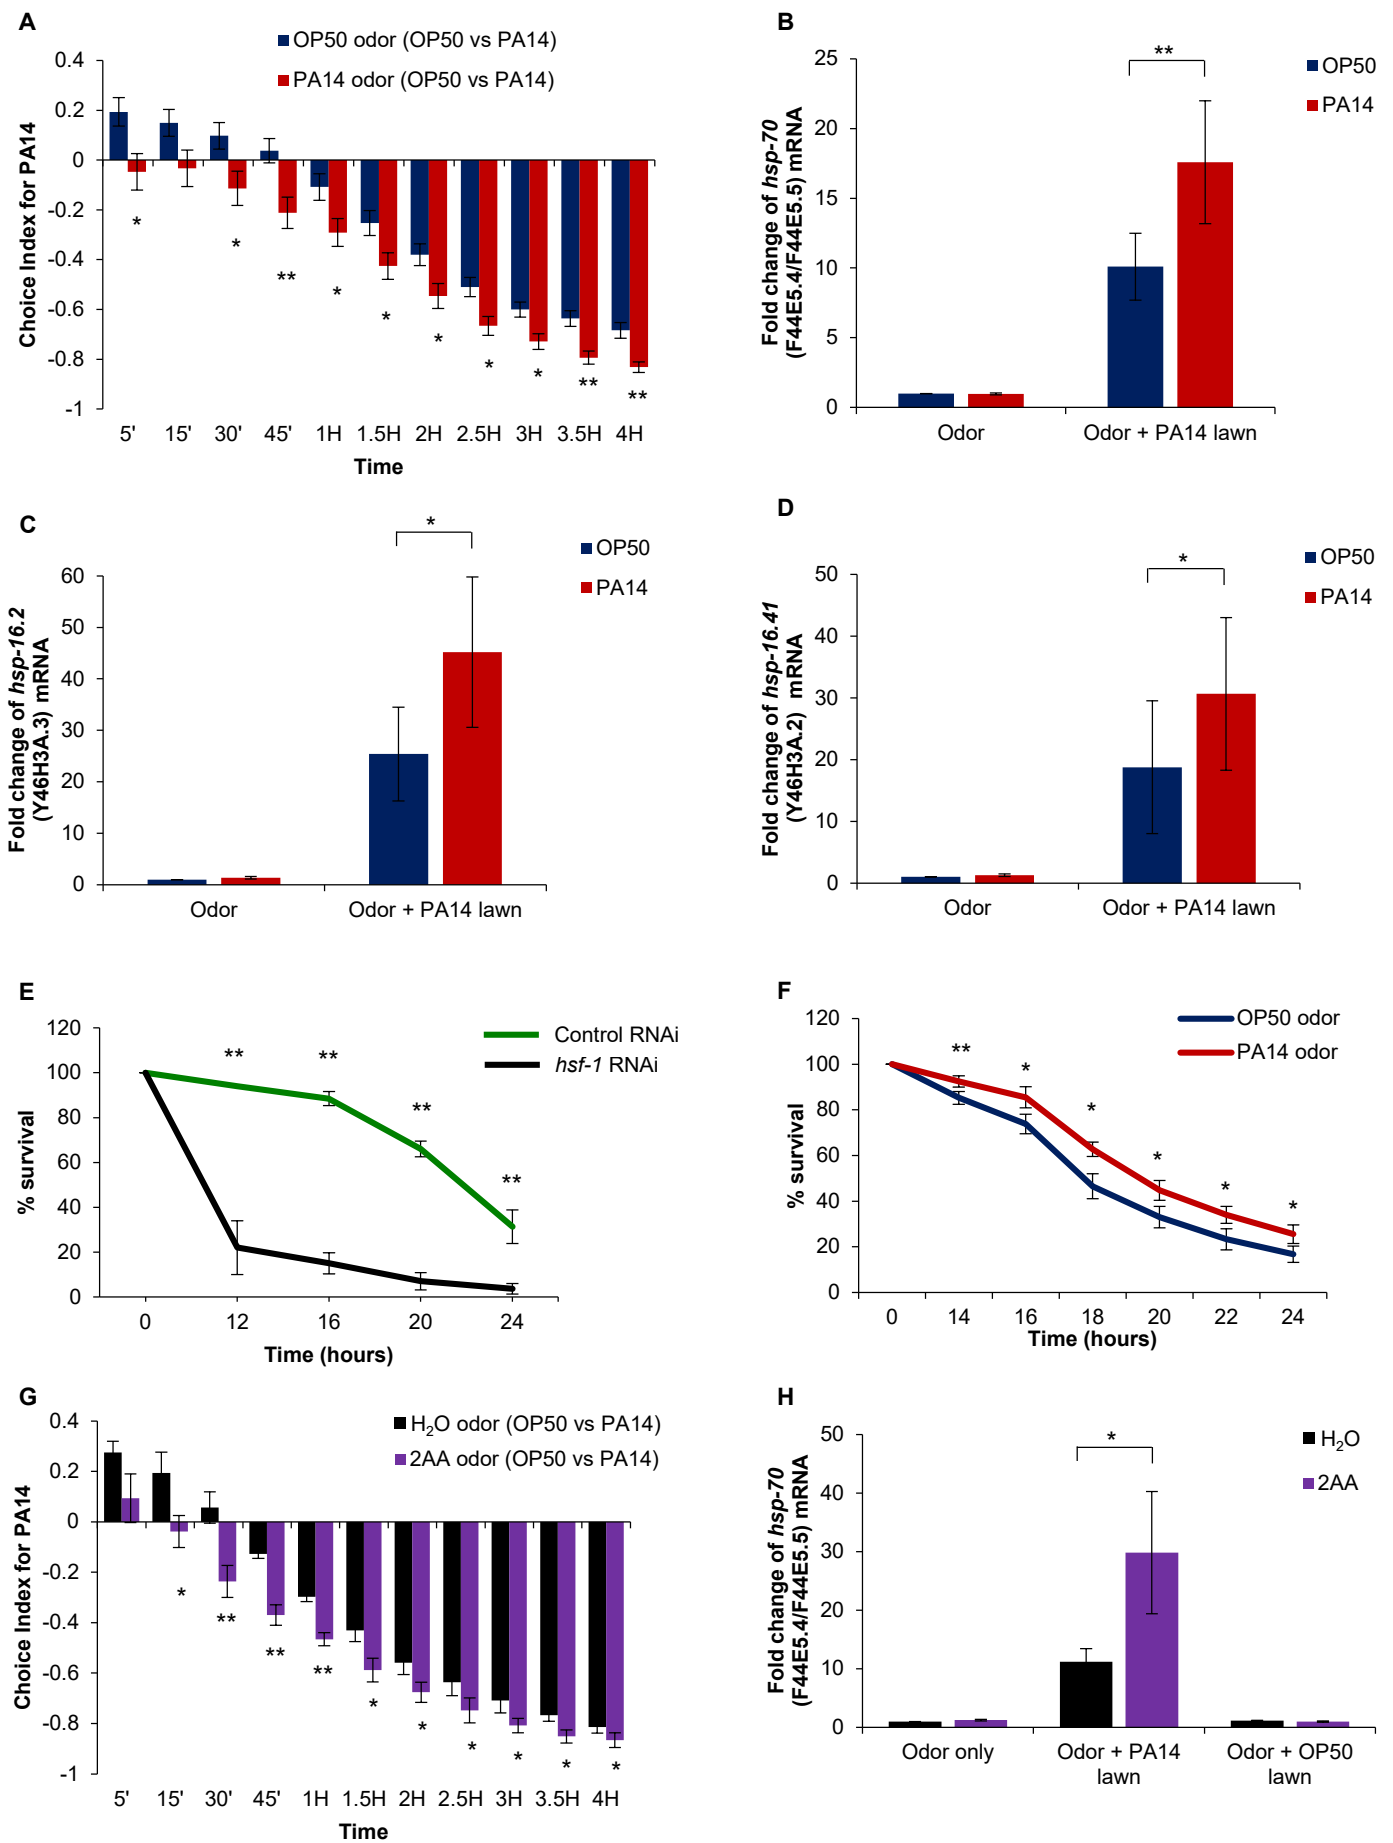 A
OP50 odor (OP50 vs PA14)
PA14 odor (OP50 vs PA14)
Choice Index for PA14
0.4
0.2
0
-0.2
-0.4
-0.6
-0.8
-1
* * ** * * * * * ** **
5' 15' 30' 45' 1H 1.5H 2H 2.5H 3H 3.5H 4H
Time
B
OP50
PA14
Fold change of hsp-70
(F44E5.4/F44E5.5) mRNA
25
20
15
10
5
0
**
Odor Odor + PA14 lawn
C
OP50
PA14
Fold change of hsp-16.2
(Y46H3A.3) mRNA
60
50
40
30
20
10
0
*
Odor Odor + PA14 lawn
D
OP50
PA14
Fold change of hsp-16.41
(Y46H3A.2) mRNA
50
40
30
20
10
0
*
Odor Odor + PA14 lawn
E
Control RNAi
hsf-1 RNAi
% survival
120
100
80
60
40
20
0
** ** ** **
0 12 16 20 24
Time (hours)
F
OP50 odor
PA14 odor
% survival
120
100
80
60
40
20
0
** * * * * *
0 14 16 18 20 22 24
Time (hours)
G
H₂O odor (OP50 vs PA14)
2AA odor (OP50 vs PA14)
Choice Index for PA14
0.4
0.2
0
-0.2
-0.4
-0.6
-0.8
-1
* ** ** ** * * * * * *
5' 15' 30' 45' 1H 1.5H 2H 2.5H 3H 3.5H 4H
Time
H
H₂O
2AA
Fold change of hsp-70
(F44E5.4/F44E5.5) mRNA
50
40
30
20
10
0
*
Odor only Odor + PA14 Odor + OP50
lawn lawn